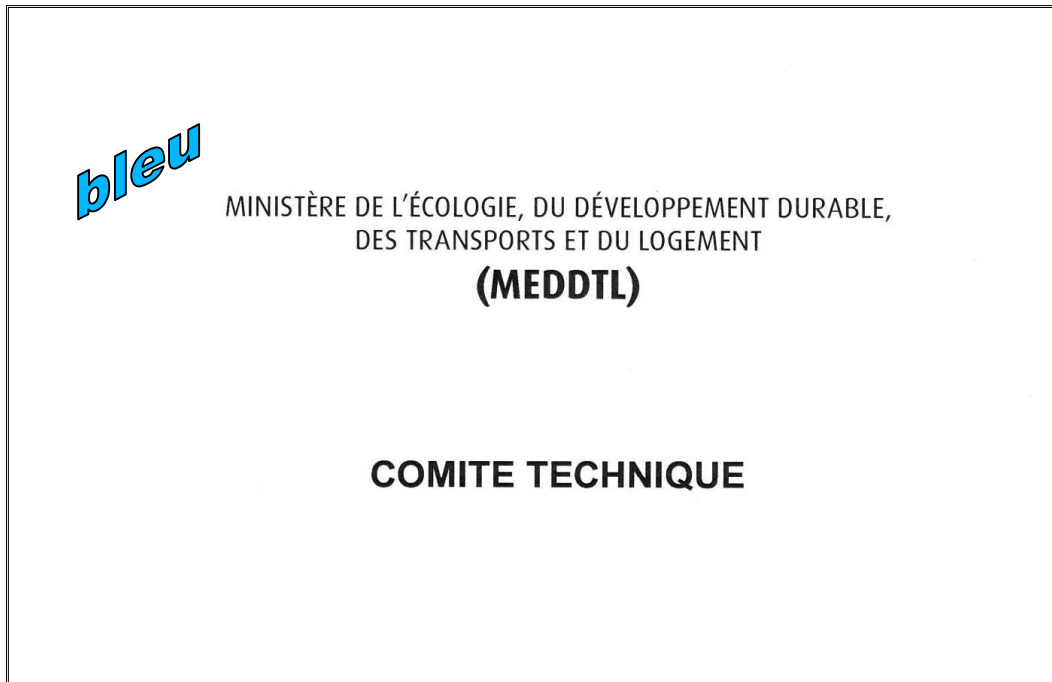 bleu
MINISTÈRE DE L'ÉCOLOGIE, DU DÉVELOPPEMENT DURABLE,
DES TRANSPORTS ET DU LOGEMENT
(MEDDTL)
COMITE TECHNIQUE